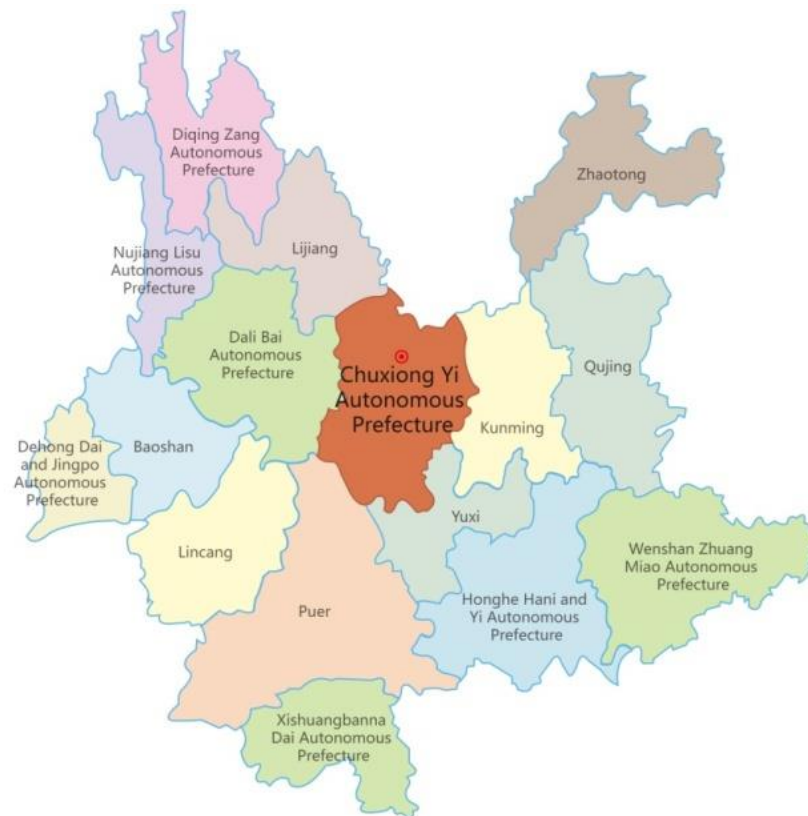 Diqing Zang
Autonomous
Prefecture
Zhaotong
Nujiang Lisu
Autonomous
Prefecture
Lijiang
Dali Bai
Autonomous
Prefecture
Chuxiong Yi
Autonomous
Prefecture
Qujing
Kunming
Dehong Dai
and Jingpo
Autonomous
Prefecture
Baoshan
Yuxi
Lincang
Wenshan Zhuang
Miao Autonomous
Prefecture
Puer
Honghe Hani and
Yi Autonomous
Prefecture
Xishuangbanna
Dai Autonomous
Prefecture